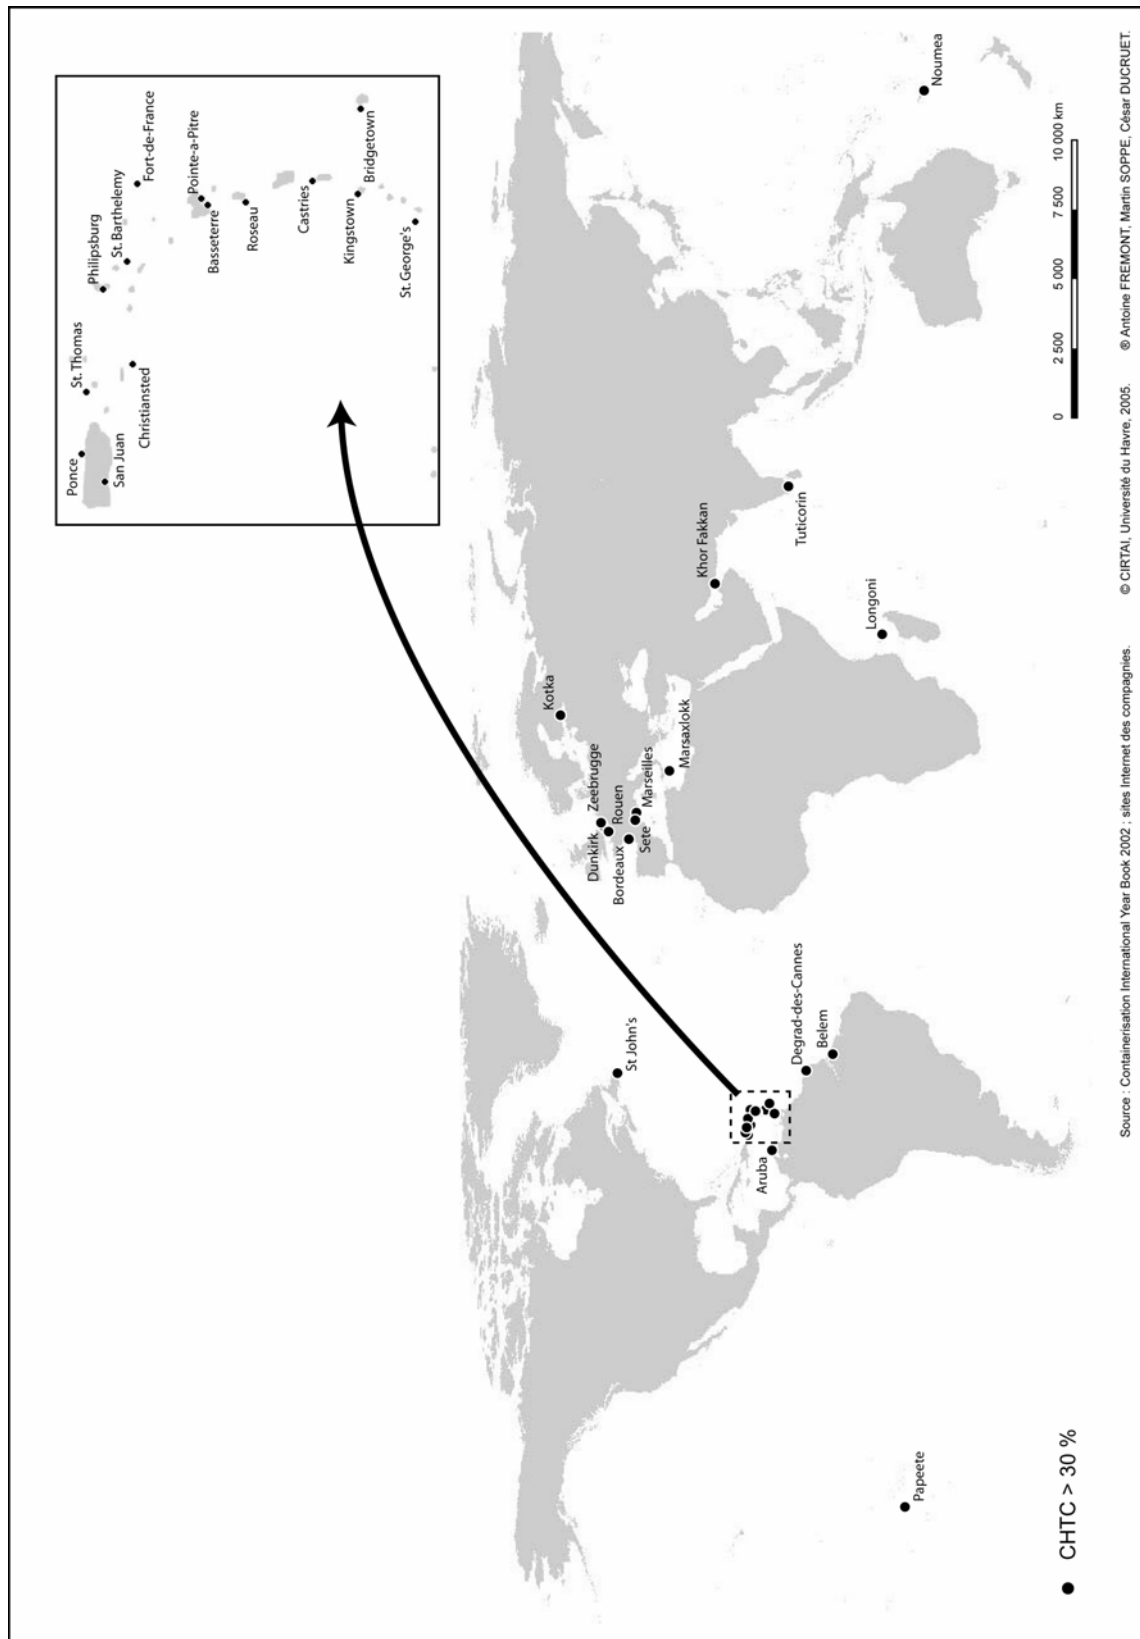 Ponce
San Juan
St. Thomas
Christiansted
Philipsburg
St. Barthelemy
Fort-de-France
Pointe-a-Pitre
Basseterre
Roseau
Castries
Kingstown
Bridgetown
St. George's
St John's
Aruba
Degrad-des-Cannes
Belem
Papeete
Kotka
Zeebrugge
Dunkirk
Rouen
Bordeaux
Sete
Marseilles
Marsaxlokk
Khor Fakkan
Tuticorin
Longoni
Noumea
CHTC > 30 %
0 2 500 5 000 7 500 10 000 km
Source : Containerisation International Year Book 2002 ; sites Internet des compagnies. © CIRTAI, Université du Havre, 2005. ® Antoine FREMONT, Martin SOPPE, César DUCRUET.